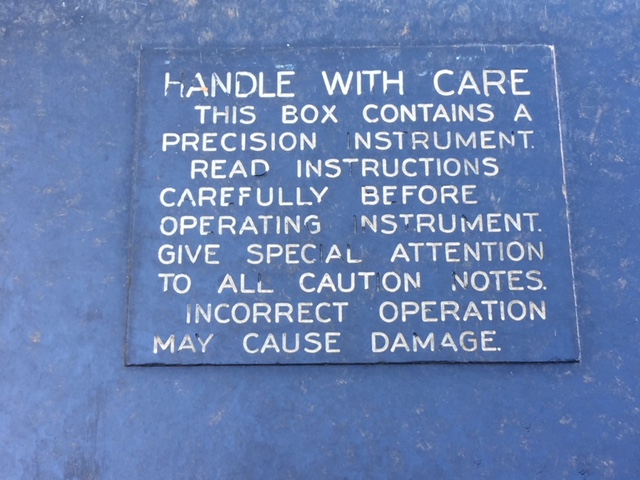 HANDLE WITH CARE
THIS BOX CONTAINS A
PRECISION INSTRUMENT.
READ INSTRUCTIONS
CAREFULLY BEFORE
OPERATING INSTRUMENT.
GIVE SPECIAL ATTENTION
TO ALL CAUTION NOTES.
INCORRECT OPERATION
MAY CAUSE DAMAGE.